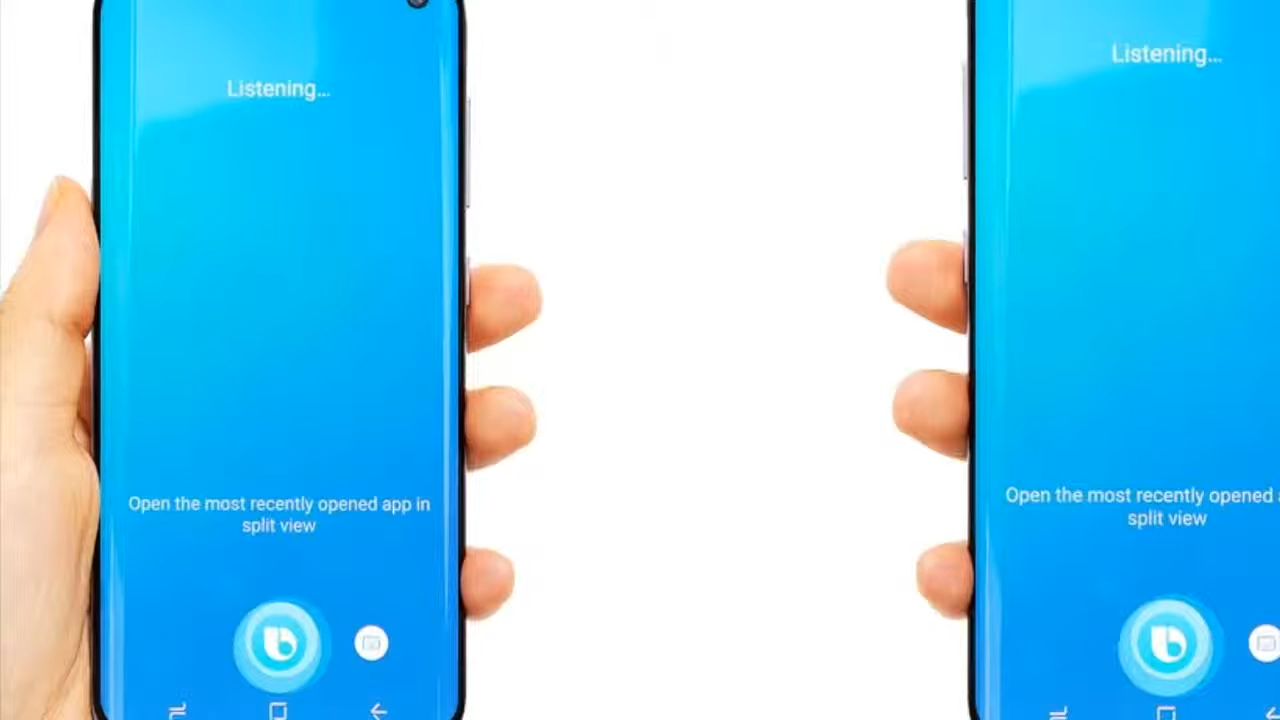 Listening...
Open the most recently opened app in
split view
Listening...
Open the most recently opened
split view